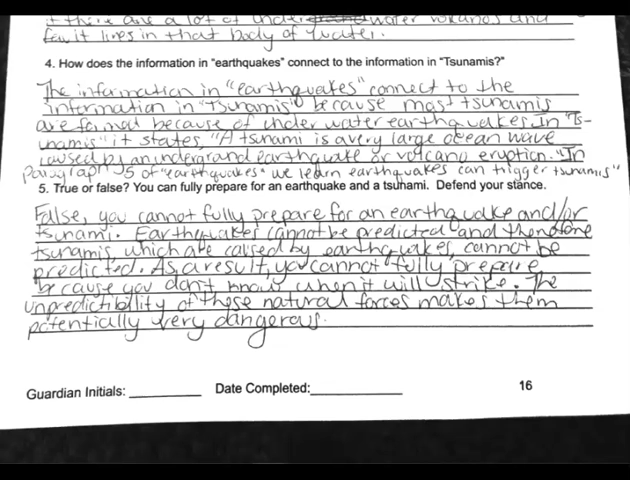 if there are a lot of under water volcanos and
few it lives in that body of water.
4. How does the information in "earthquakes" connect to the information in "Tsunamis?"
The information in "earthquakes" connect to the
information in "Tsunamis" because most tsunamis
are formed because of under water earthquakes. In "Ts-
unamis" it states, "A tsunami is a very large ocean wave
caused by an underground earthquake or volcano eruption." In
Paragraph 5 of "earthquakes" we learn earthquakes can trigger tsunamis"
5. True or false? You can fully prepare for an earthquake and a tsuhami. Defend your stance.
False, you cannot fully prepare for an earthquake and/or
tsunami. Earthquakes cannot be predicted and therefore
tsunamis, which are caused by earthquakes, cannot be
predicted. As a result, you cannot fully prepare
because you don't know when it will strike. The
unpredictibility of these natural forces makes them
potentially very dangerous.
Guardian Initials: Date Completed: 16